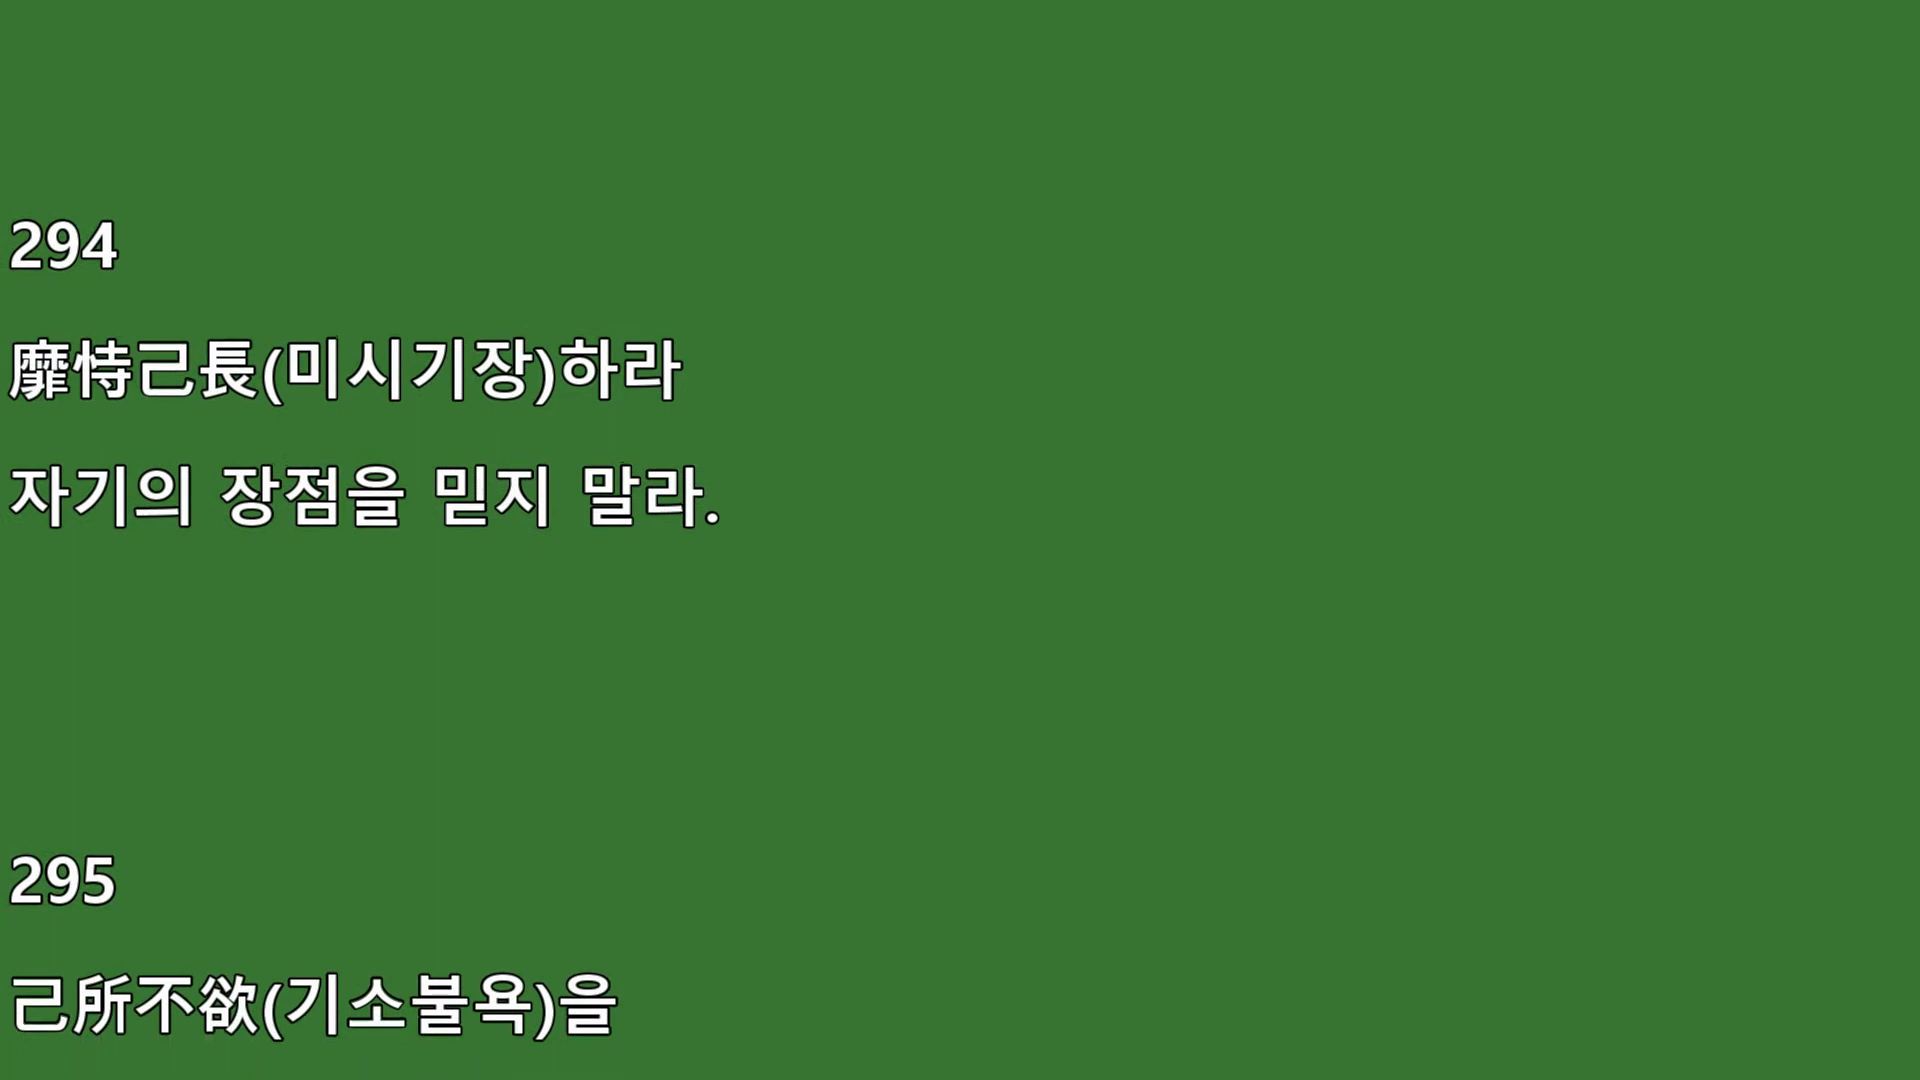 294
靡恃己長(미시기장)하라
자기의 장점을 믿지 말라.
295
己所不欲(기소불욕)을